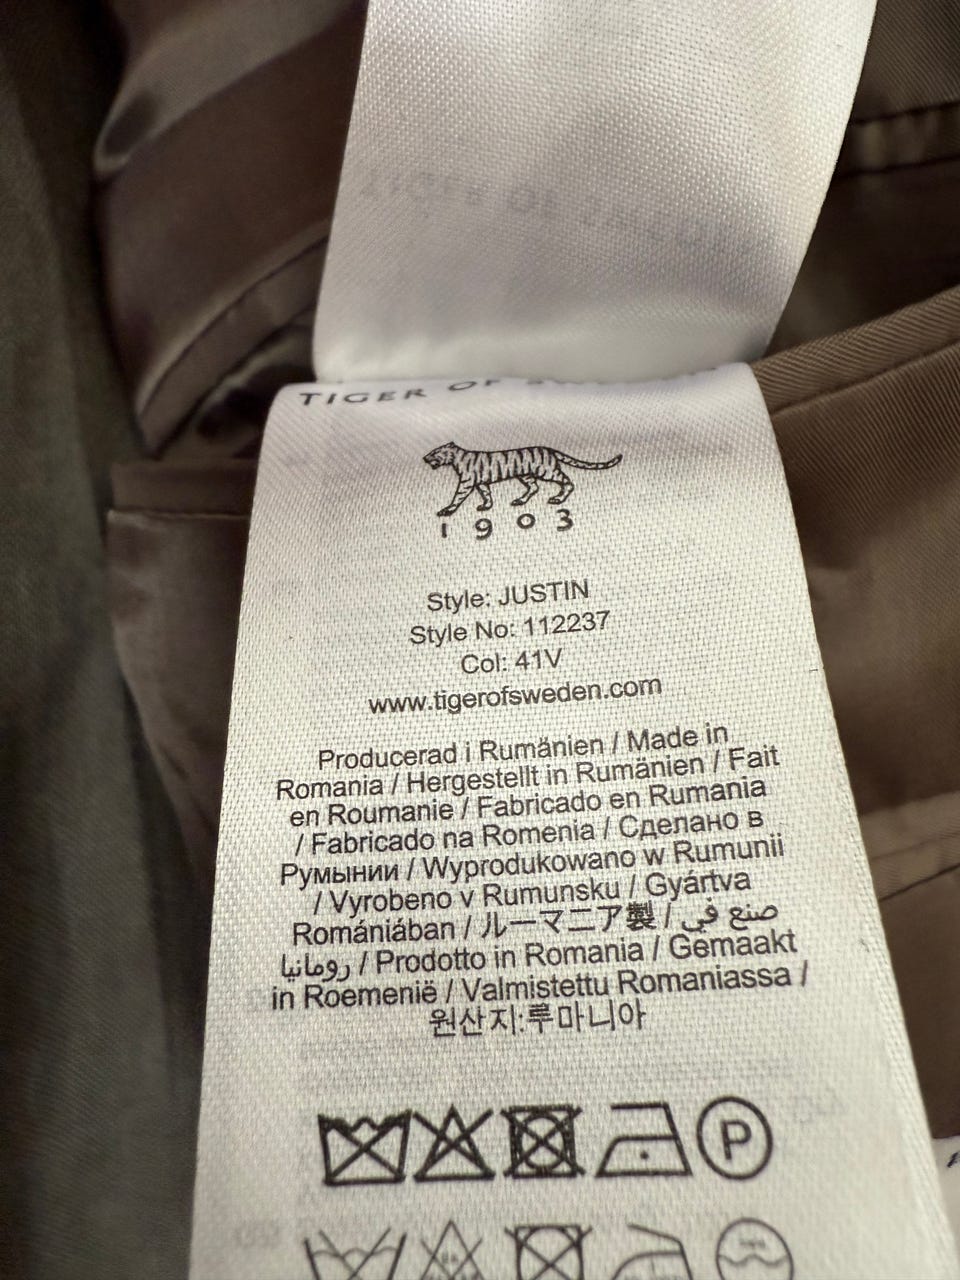 TIGER OF
1903
Style: JUSTIN
Style No: 112237
Col: 41V
www.tigerofsweden.com
Producerad i Rumänien / Made in
Romania / Hergestellt in Rumänien / Fait
en Roumanie / Fabricado en Rumania
/ Fabricado na Romenia / Сделано в
Румынии / Wyprodukowano w Rumunii
/ Vyrobeno v Rumunsku / Gyártva
Romániában / ルーマニア製 / صنع في
رومانيا / Prodotto in Romania / Gemaakt
in Roemenië / Valmistettu Romaniassa /
원산지:루마니아
P